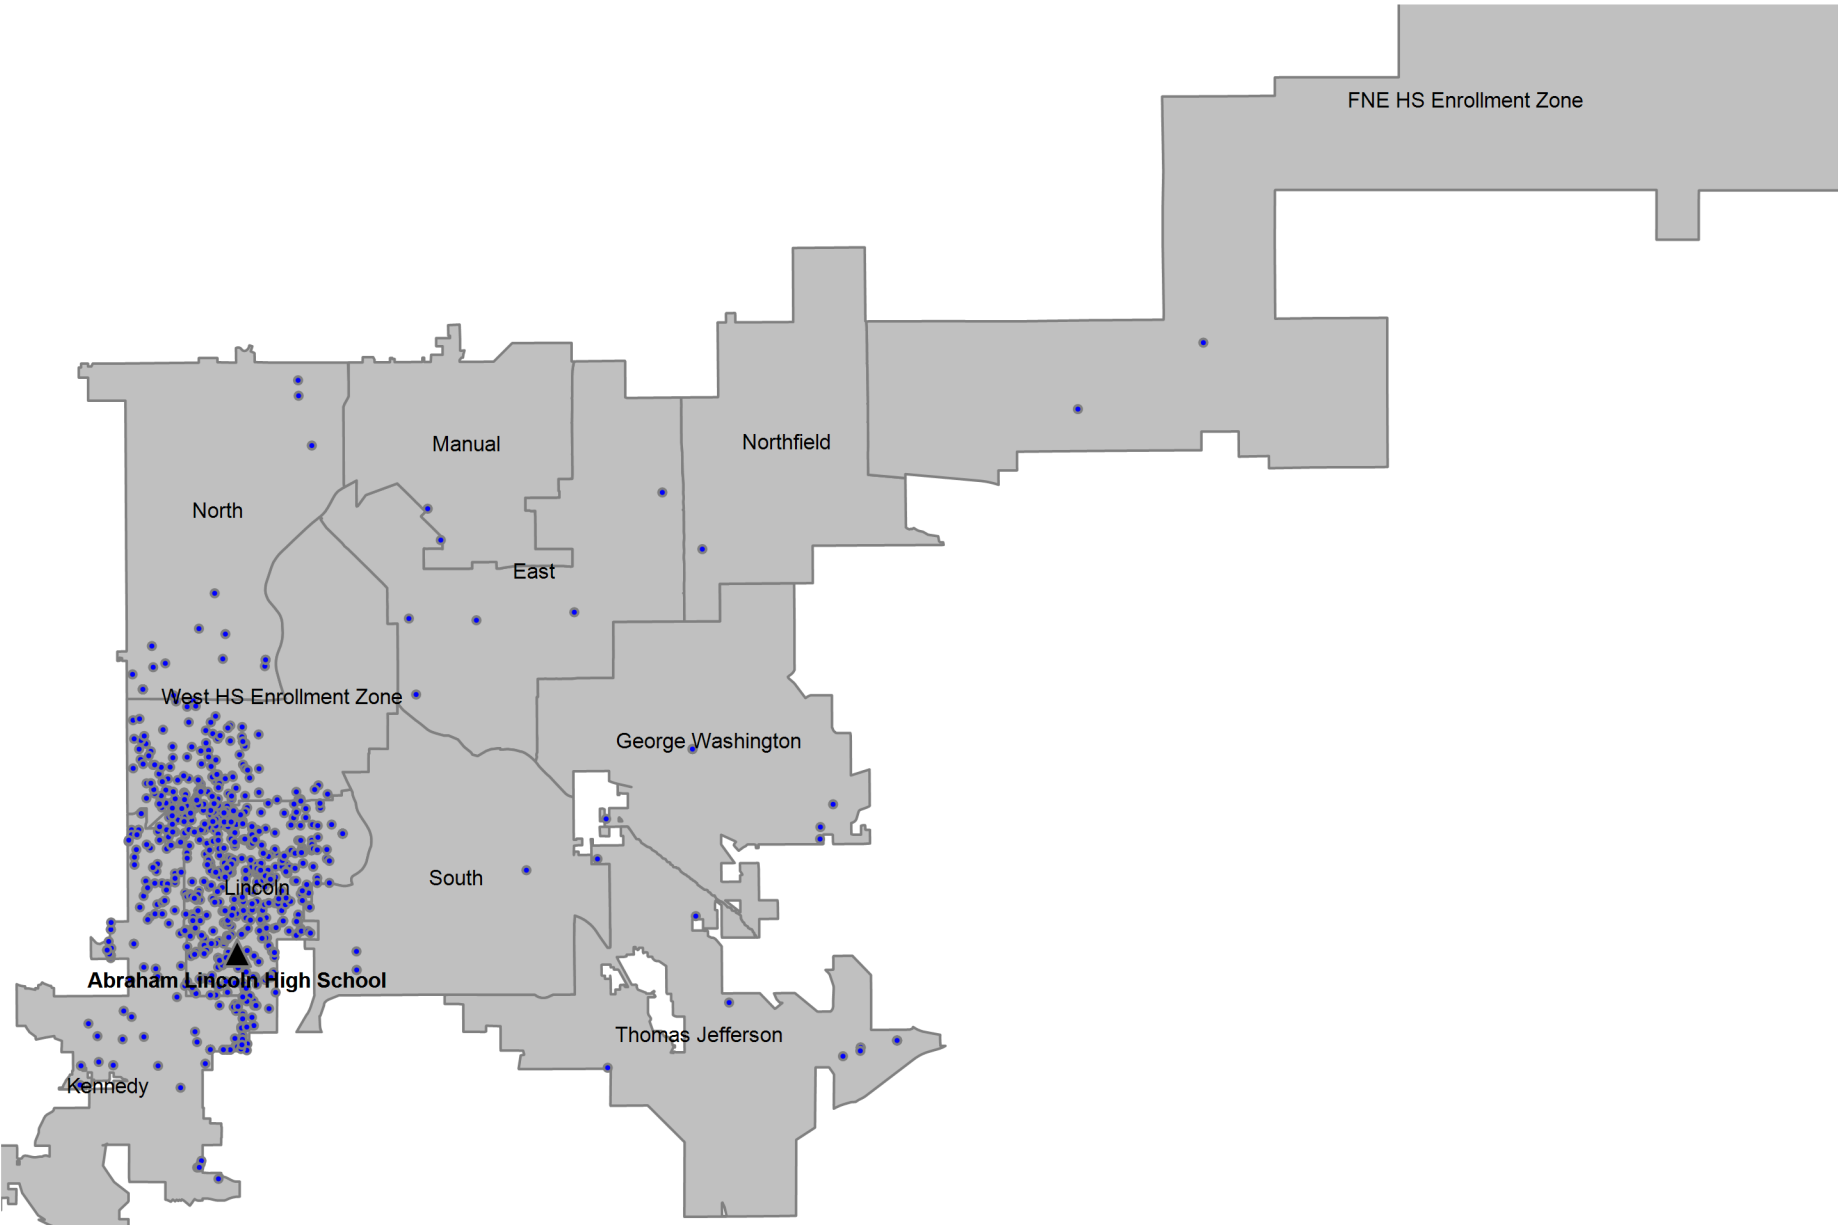 FNE HS Enrollment Zone
Manual
Northfield
North
East
West HS Enrollment Zone
George Washington
South
Lincoln
Abraham Lincoln High School
Thomas Jefferson
Kennedy